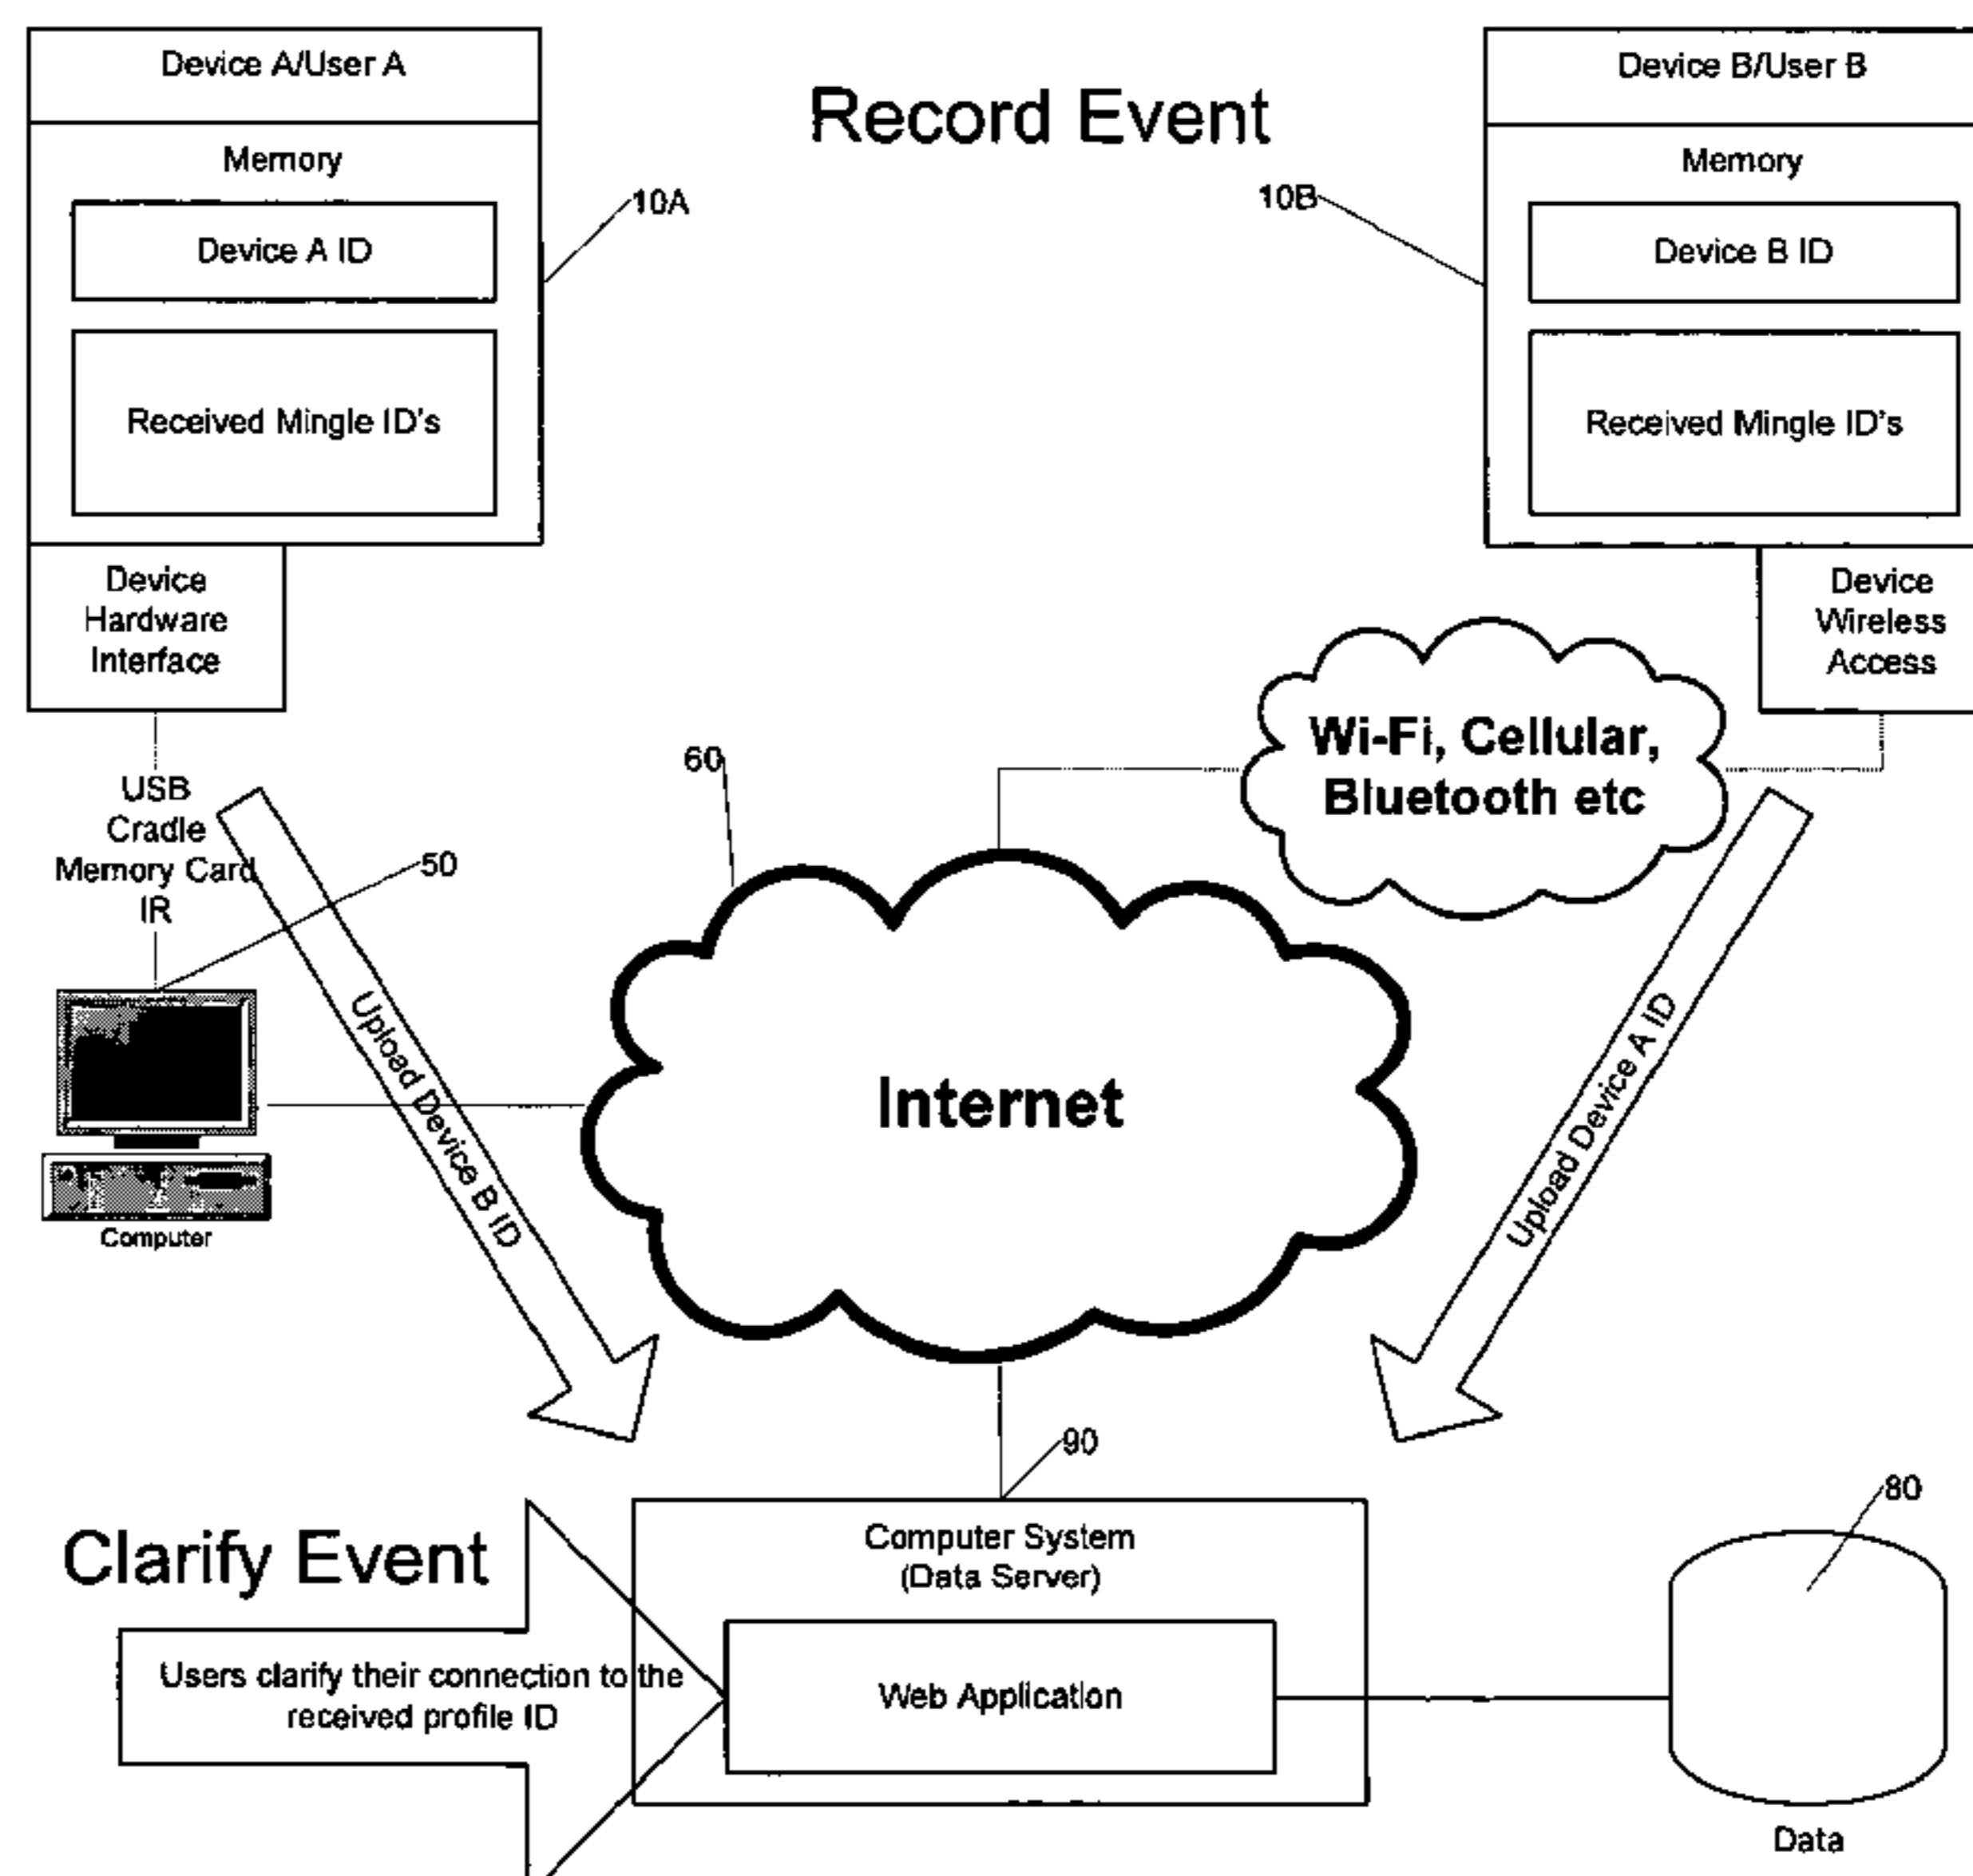 Device A/User A
Record Event
Device B/User B
Memory
Memory
10A
10B
Device A ID
Device B ID
Received Mingle ID's
Received Mingle ID's
Device
Hardware
Interface
Device
Wireless
Access
Wi-Fi, Cellular,
Bluetooth etc
60
USB
Cradle
Memory Card
IR
50
Upload Device B ID
Upload Device A ID
Internet
Computer
90
80
Clarify Event
Computer System
(Data Server)
Users clarify their connection to the
received profile ID
Web Application
Data